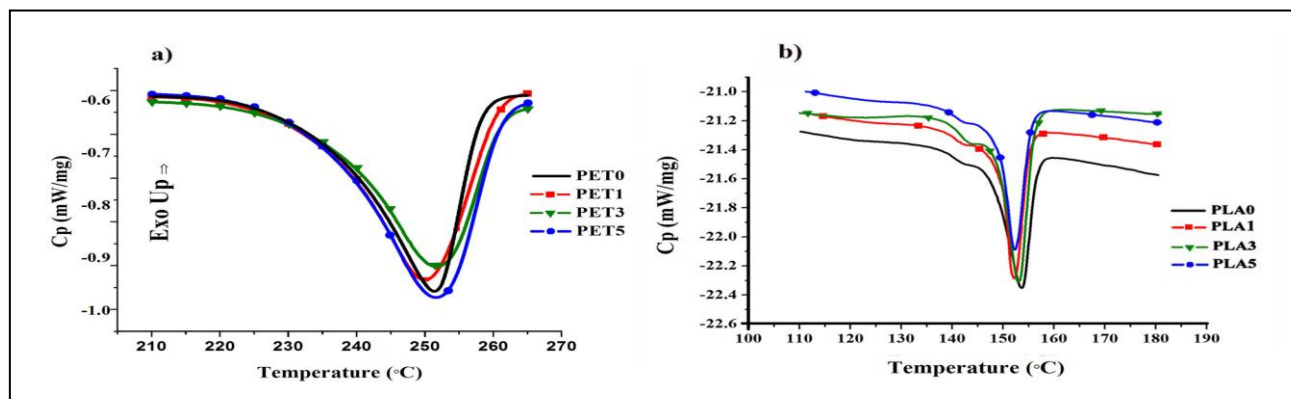 a)
-0.6
-0.7
-0.8
-0.9
-1.0
Cp (mW/mg)
Exo Up ⇒
PET0
PET1
PET3
PET5
210 220 230 240 250 260 270
Temperature (°C)
b)
-21.0
-21.2
-21.4
-21.6
-21.8
-22.0
-22.2
-22.4
-22.6
Cp (mW/mg)
PLA0
PLA1
PLA3
PLA5
100 110 120 130 140 150 160 170 180 190
Temperature (°C)